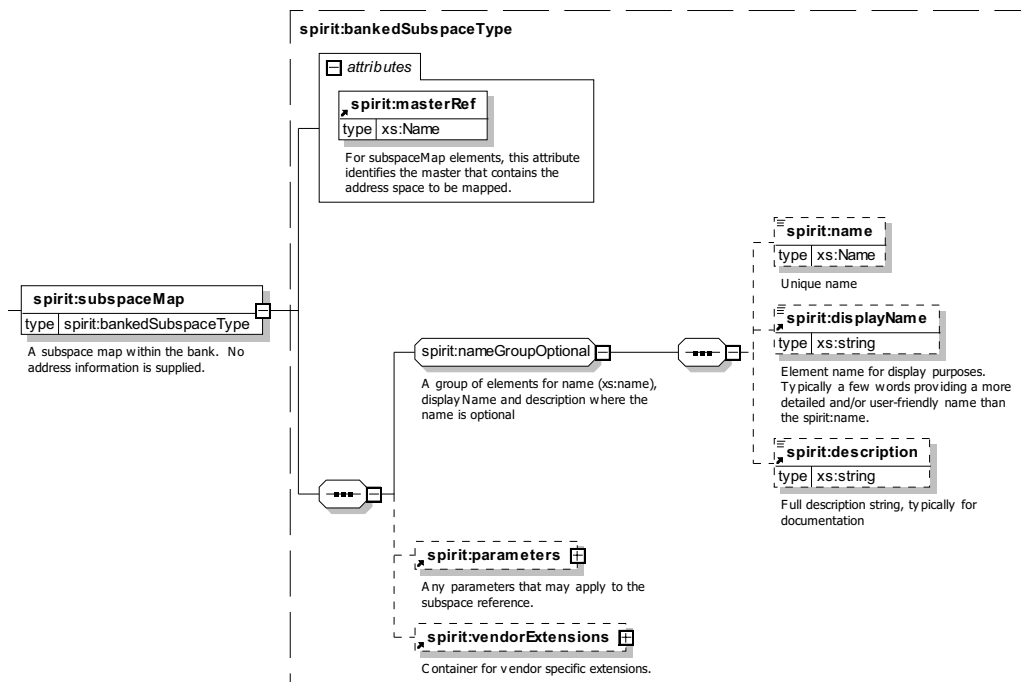 spirit:bankedSubspaceType
attributes
spirit:masterRef
type xs:Name
For subspaceMap elements, this attribute
identifies the master that contains the
address space to be mapped.
spirit:subspaceMap
type spirit:bankedSubspaceType
A subspace map within the bank. No
address information is supplied.
spirit:nameGroupOptional
A group of elements for name (xs:name),
displayName and description where the
name is optional
spirit:name
type xs:Name
Unique name
spirit:displayName
type xs:string
Element name for display purposes.
Typically a few words providing a more
detailed and/or user-friendly name than
the spirit:name.
spirit:description
type xs:string
Full description string, typically for
documentation
spirit:parameters
Any parameters that may apply to the
subspace reference.
spirit:vendorExtensions
Container for vendor specific extensions.